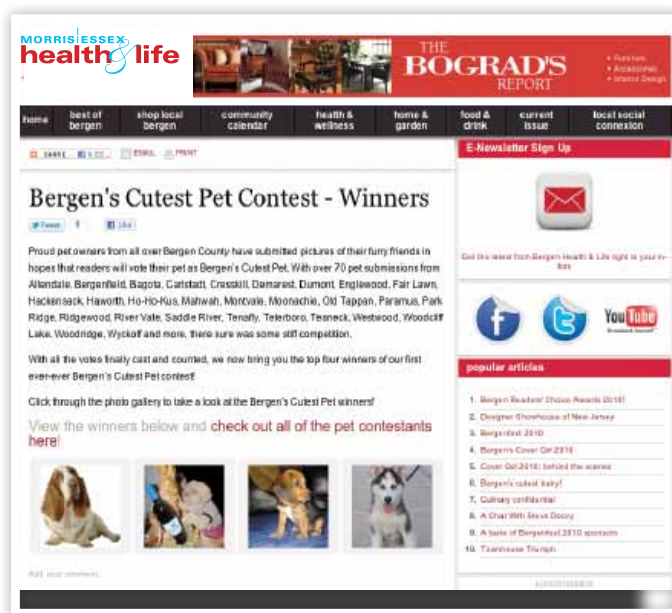 MORRIS|ESSEX
health & life
THE
BOGRAD'S
REPORT
• Furniture
• Accessories
• Interior Design
home
best of bergen
shop local bergen
community calendar
health & wellness
home & garden
food & drink
current issue
local social connexion
SHARE
EMAIL
PRINT
Bergen's Cutest Pet Contest - Winners
Tweet
Like
Proud pet owners from all over Bergen County have submitted pictures of their furry friends in
hopes that readers will vote their pet as Bergen's Cutest Pet. With over 70 pet submissions from
Allendale, Bergenfield, Bagota, Carlstadt, Cresskill, Demarest, Dumont, Englewood, Fair Lawn,
Hackensack, Haworth, Ho-Ho-Kus, Mahwah, Montvale, Moonachie, Old Tappan, Paramus, Park
Ridge, Ridgewood, River Vale, Saddle River, Tenafly, Teterboro, Teaneck, Westwood, Woodcliff
Lake, Woodridge, Wyckoff and more, there sure was some stiff competition.
With all the votes finally cast and counted, we now bring you the top four winners of our first
ever-ever Bergen's Cutest Pet contest!
Click through the photo gallery to take a look at the Bergen's Cutest Pet winners!
View the winners below and check out all of the pet contestants
here!
Add your comment:
E-Newsletter Sign Up
Get the latest from Bergen Health & Life right to your in-
box
You Tube
Broadcast Yourself
popular articles
1. Bergen Readers' Choice Awards 2010!
2. Designer Showhouse of New Jersey
3. Bergenfest 2010
4. Bergen's Cover Girl 2010
5. Cover Girl 2010: behind the scenes
6. Bergen's cutest baby!
7. Culinary confidential
8. A Chat With Steve Doocy
9. A taste of Bergenfest 2010 sponsors
10. Townhouse Triumph
ADVERTISEMENT